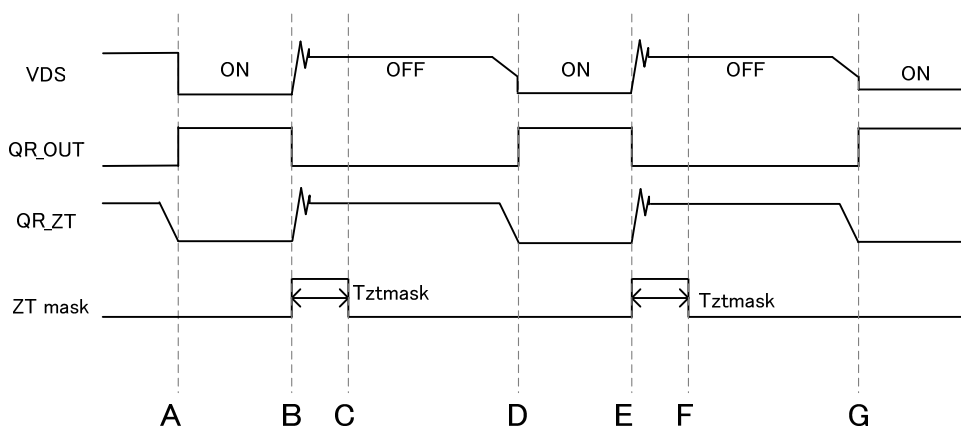 VDS
ON
OFF
ON
OFF
ON
QR_OUT
QR_ZT
ZT mask
Tztmask
Tztmask
A B C D E F G